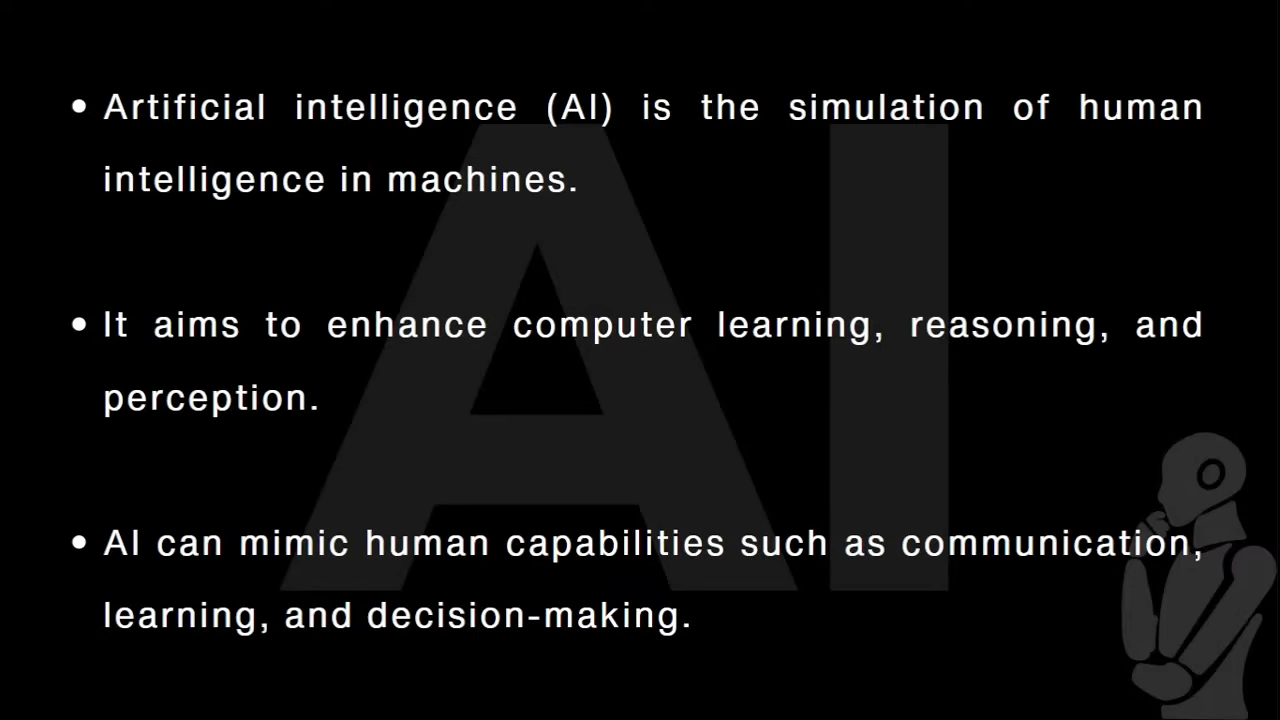 • Artificial intelligence (AI) is the simulation of human
intelligence in machines.
• It aims to enhance computer learning, reasoning, and
perception.
• AI can mimic human capabilities such as communication,
learning, and decision-making.
AI